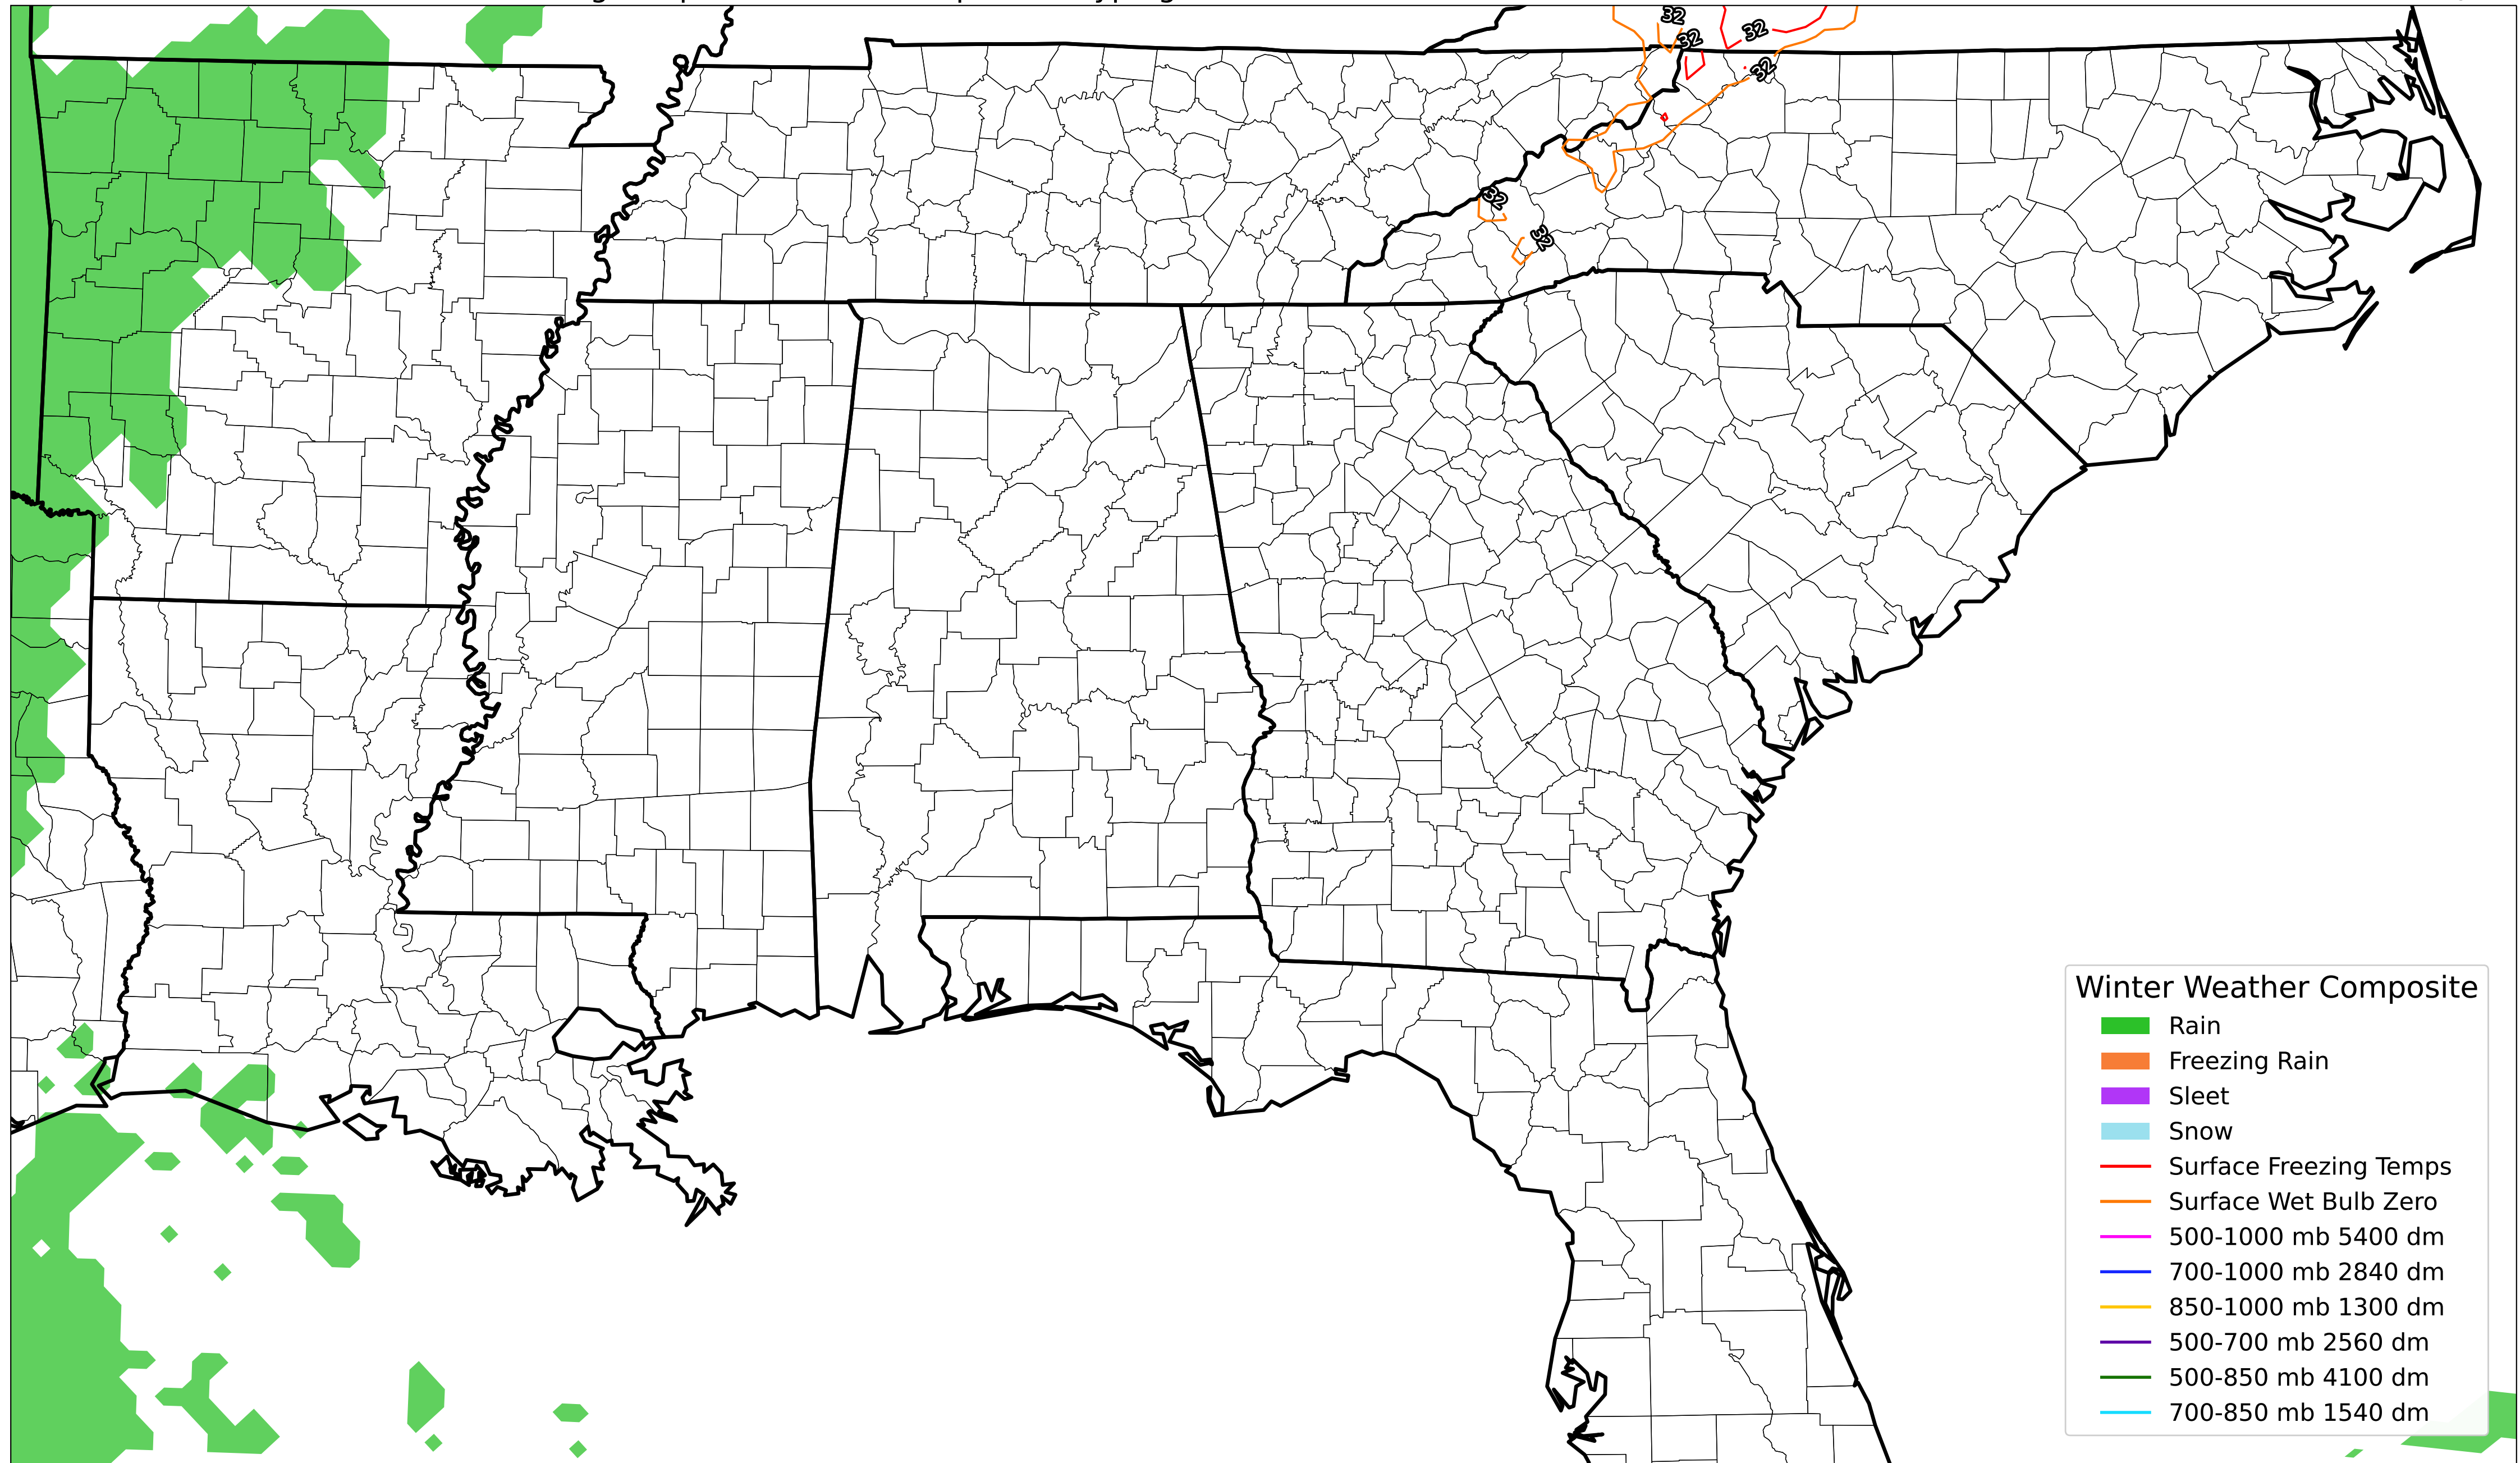 32
32
32
32
32
32
Winter Weather Composite
Rain
Freezing Rain
Sleet
Snow
Surface Freezing Temps
Surface Wet Bulb Zero
500-1000 mb 5400 dm
700-1000 mb 2840 dm
850-1000 mb 1300 dm
500-700 mb 2560 dm
500-850 mb 4100 dm
700-850 mb 1540 dm